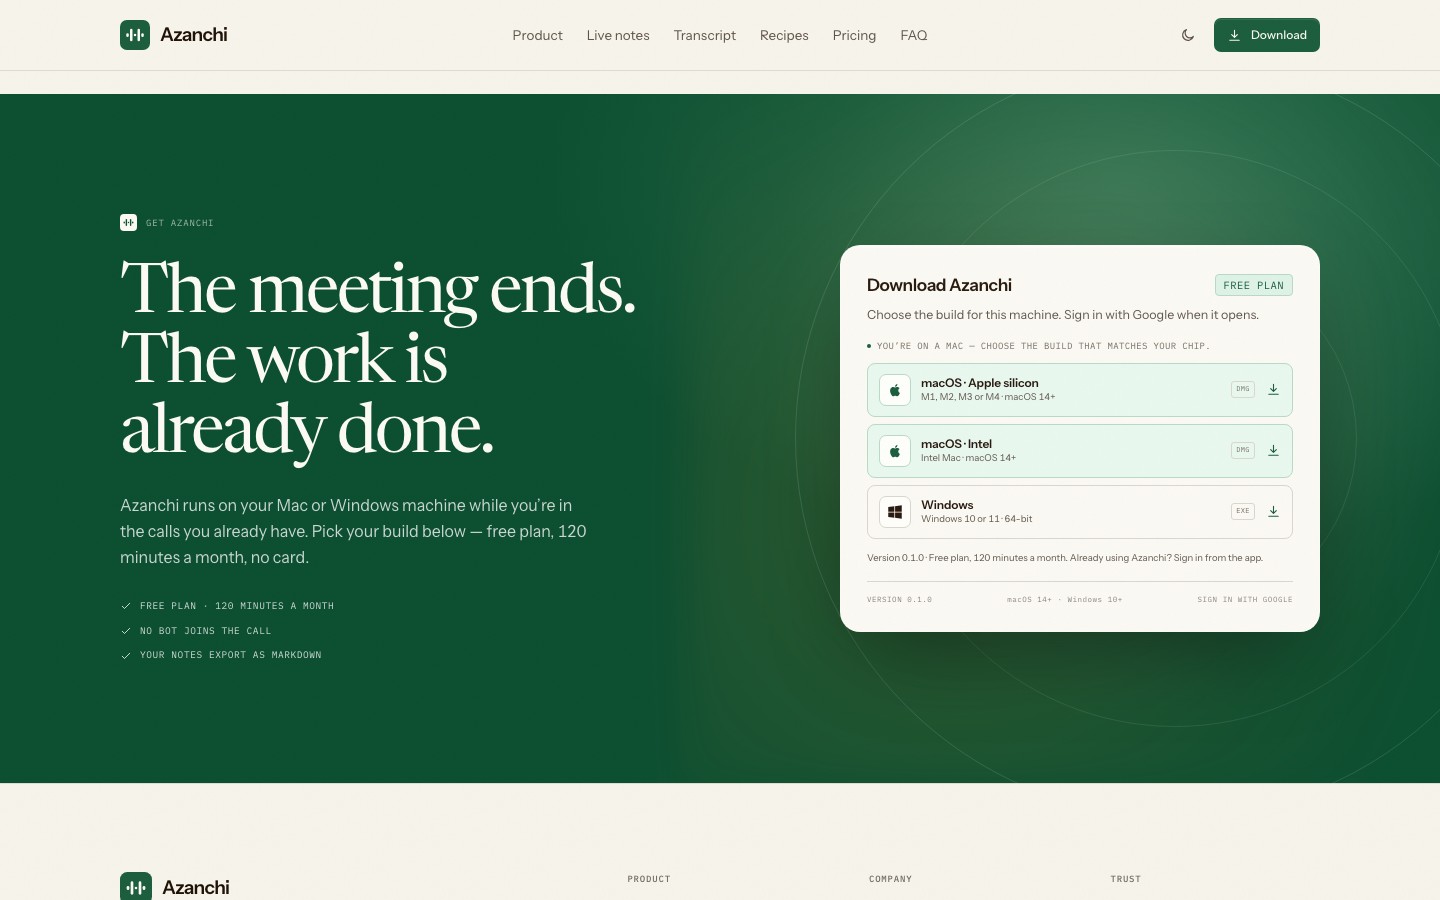 Azanchi
Product
Live notes
Transcript
Recipes
Pricing
FAQ
Download
GET AZANCHI
The meeting ends.
The work is
already done.
Azanchi runs on your Mac or Windows machine while you're in
the calls you already have. Pick your build below — free plan, 120
minutes a month, no card.
FREE PLAN · 120 MINUTES A MONTH
NO BOT JOINS THE CALL
YOUR NOTES EXPORT AS MARKDOWN
Download Azanchi
FREE PLAN
Choose the build for this machine. Sign in with Google when it opens.
YOU'RE ON A MAC — CHOOSE THE BUILD THAT MATCHES YOUR CHIP.
macOS · Apple silicon
M1, M2, M3 or M4 · macOS 14+
DMG
macOS · Intel
Intel Mac · macOS 14+
DMG
Windows
Windows 10 or 11 · 64-bit
EXE
Version 0.1.0 · Free plan, 120 minutes a month. Already using Azanchi? Sign in from the app.
VERSION 0.1.0
macOS 14+ · Windows 10+
SIGN IN WITH GOOGLE
Azanchi
PRODUCT
COMPANY
TRUST